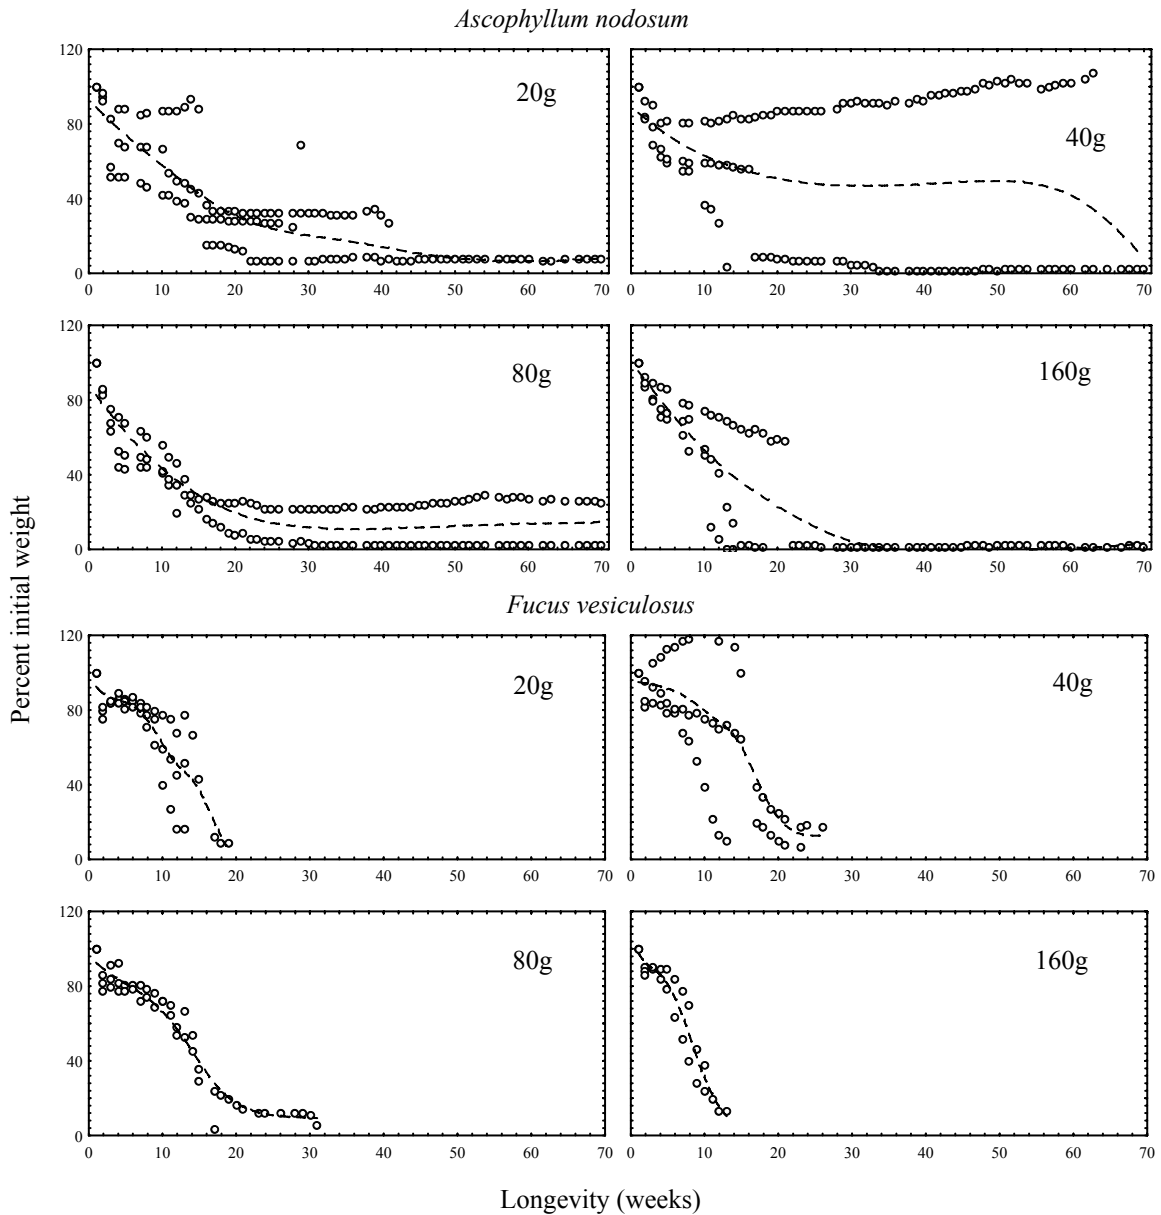 Ascophyllum nodosum
120
80
40
0
20g
40g
0 10 20 30 40 50 60 70
0 10 20 30 40 50 60 70
120
80
40
0
80g
160g
0 10 20 30 40 50 60 70
0 10 20 30 40 50 60 70
Percent initial weight
Fucus vesiculosus
120
80
40
0
20g
40g
0 10 20 30 40 50 60 70
0 10 20 30 40 50 60 70
120
80
40
0
80g
160g
0 10 20 30 40 50 60 70
0 10 20 30 40 50 60 70
Longevity (weeks)